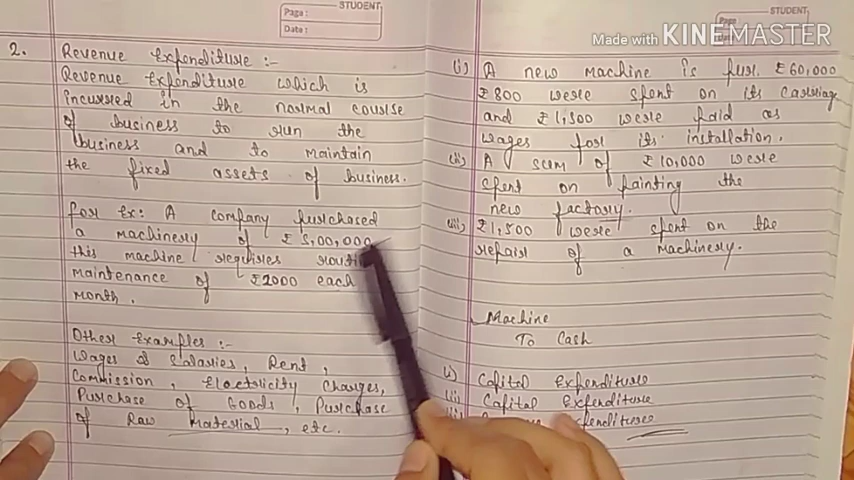 STUDENT
Page:
Date:
2. Revenue Expenditure :-
Revenue Expenditure which is
incurred in the normal course
of business to run the
business and to maintain
the fixed assets of business.
for Ex: A company purchased
a machinery of ₹ 5,00,000
this machine requires
maintenance of ₹2000 each
month.
Other Examples :-
Wages & Salaries, Rent,
Commission, Electricity Charges,
Purchase of Goods, Purchase
of Raw Material, etc.
STUDENT
Page
Made with KINEMASTER
(i) A new machine is pur. ₹60,000
₹800 were spent on its carriage
and ₹1,300 were paid as
wages for its installation.
(ii) A sum of ₹10,000 were
spent on painting the
new factory.
(iii) ₹1,500 were spent on the
repair of a machinery.
Machine
To Cash
i) Capital Expenditure
ii) Capital Expenditure